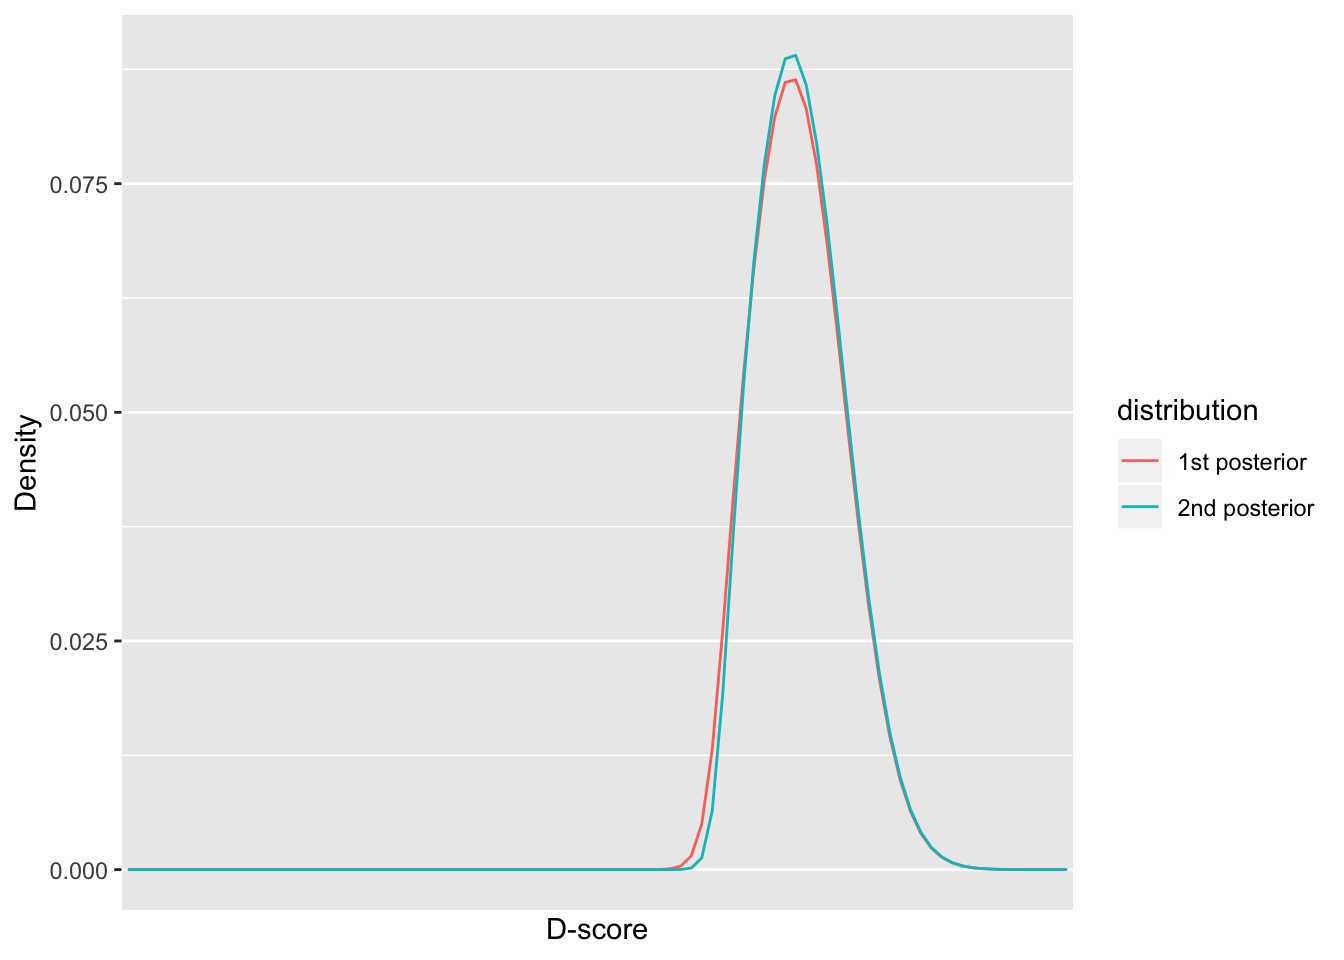 Density
0.075
0.050
0.025
0.000
D-score
distribution
1st posterior
2nd posterior